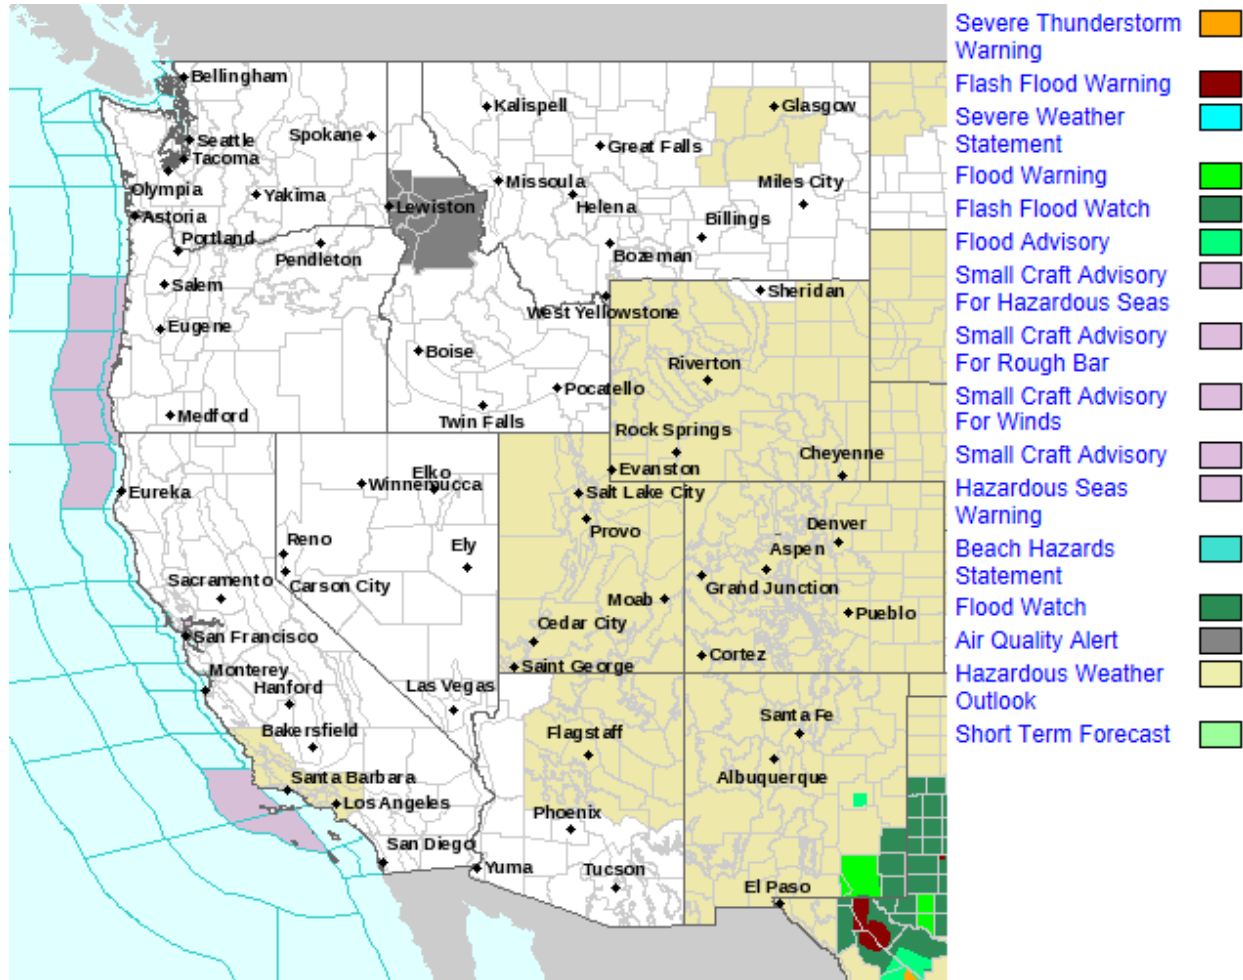 Bellingham
Kalispell
Glasgow
Seattle
Spokane
Great Falls
Tacoma
Missoula
Miles City
Olympia
Yakima
Lewiston
Helena
Astoria
Billings
Portland
Pendleton
Bozeman
Salem
Sheridan
West Yellowstone
Eugene
Boise
Riverton
Pocatello
Medford
Twin Falls
Rock Springs
Cheyenne
Elko
Evanston
Winnemucca
Eureka
Salt Lake City
Provo
Denver
Reno
Ely
Aspen
Sacramento
Carson City
Grand Junction
Moab
Pueblo
Cedar City
San Francisco
Cortez
Saint George
Monterey
Hanford
Las Vegas
Santa Fe
Bakersfield
Flagstaff
Santa Barbara
Albuquerque
Los Angeles
Phoenix
San Diego
Yuma
Tucson
El Paso
Severe Thunderstorm
Warning
Flash Flood Warning
Severe Weather
Statement
Flood Warning
Flash Flood Watch
Flood Advisory
Small Craft Advisory
For Hazardous Seas
Small Craft Advisory
For Rough Bar
Small Craft Advisory
For Winds
Small Craft Advisory
Hazardous Seas
Warning
Beach Hazards
Statement
Flood Watch
Air Quality Alert
Hazardous Weather
Outlook
Short Term Forecast